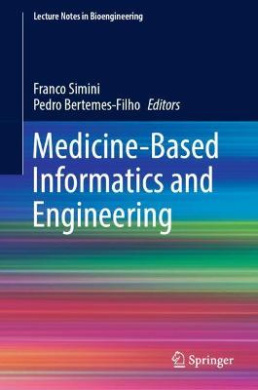 Lecture Notes in Bioengineering
Franco Simini
Pedro Bertemes-Filho Editors
Medicine-Based
Informatics and
Engineering
Springer